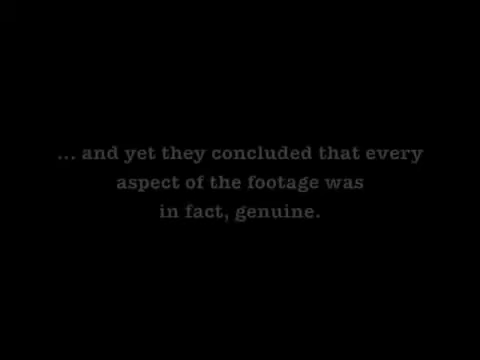 ... and yet they concluded that every
aspect of the footage was
in fact, genuine.